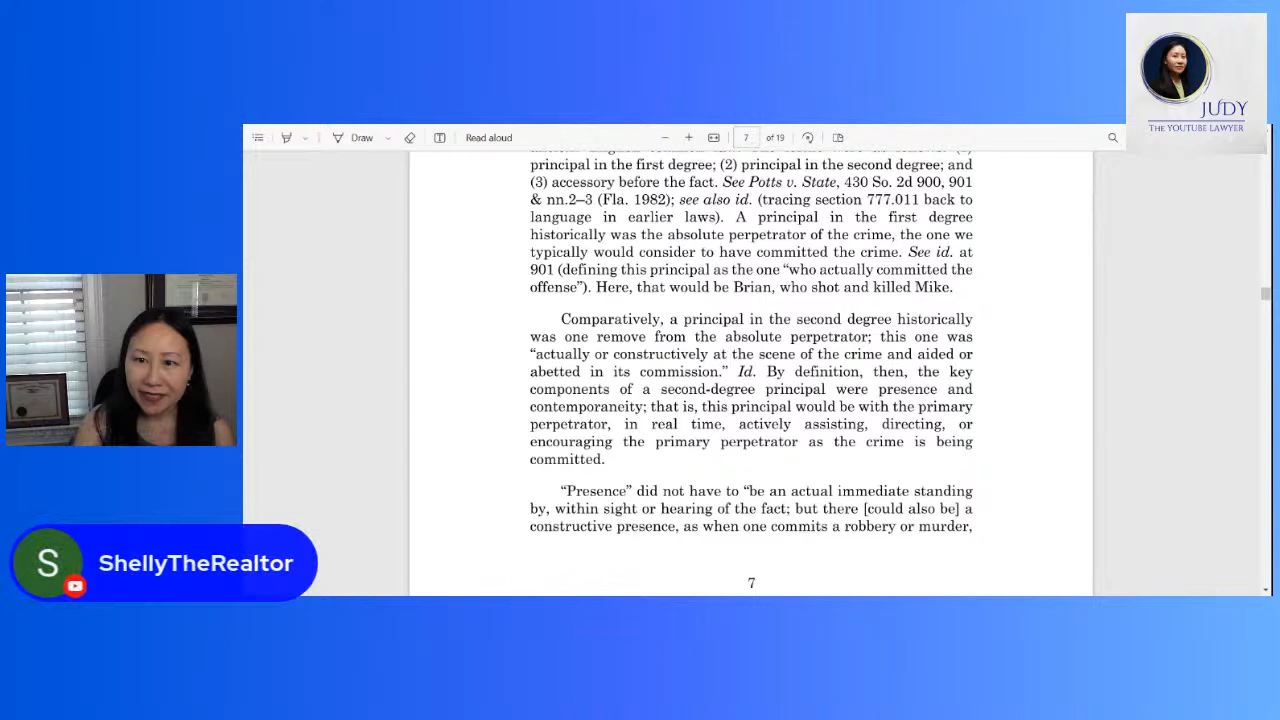 JUDY
THE YOUTUBE LAWYER
Draw
Read aloud
7 of 19
principal in the first degree; (2) principal in the second degree; and
(3) accessory before the fact. See Potts v. State, 430 So. 2d 900, 901
& nn.2–3 (Fla. 1982); see also id. (tracing section 777.011 back to
language in earlier laws). A principal in the first degree
historically was the absolute perpetrator of the crime, the one we
typically would consider to have committed the crime. See id. at
901 (defining this principal as the one “who actually committed the
offense”). Here, that would be Brian, who shot and killed Mike.
Comparatively, a principal in the second degree historically
was one remove from the absolute perpetrator; this one was
“actually or constructively at the scene of the crime and aided or
abetted in its commission.” Id. By definition, then, the key
components of a second-degree principal were presence and
contemporaneity; that is, this principal would be with the primary
perpetrator, in real time, actively assisting, directing, or
encouraging the primary perpetrator as the crime is being
committed.
“Presence” did not have to “be an actual immediate standing
by, within sight or hearing of the fact; but there [could also be] a
constructive presence, as when one commits a robbery or murder,
7
S
ShellyTheRealtor